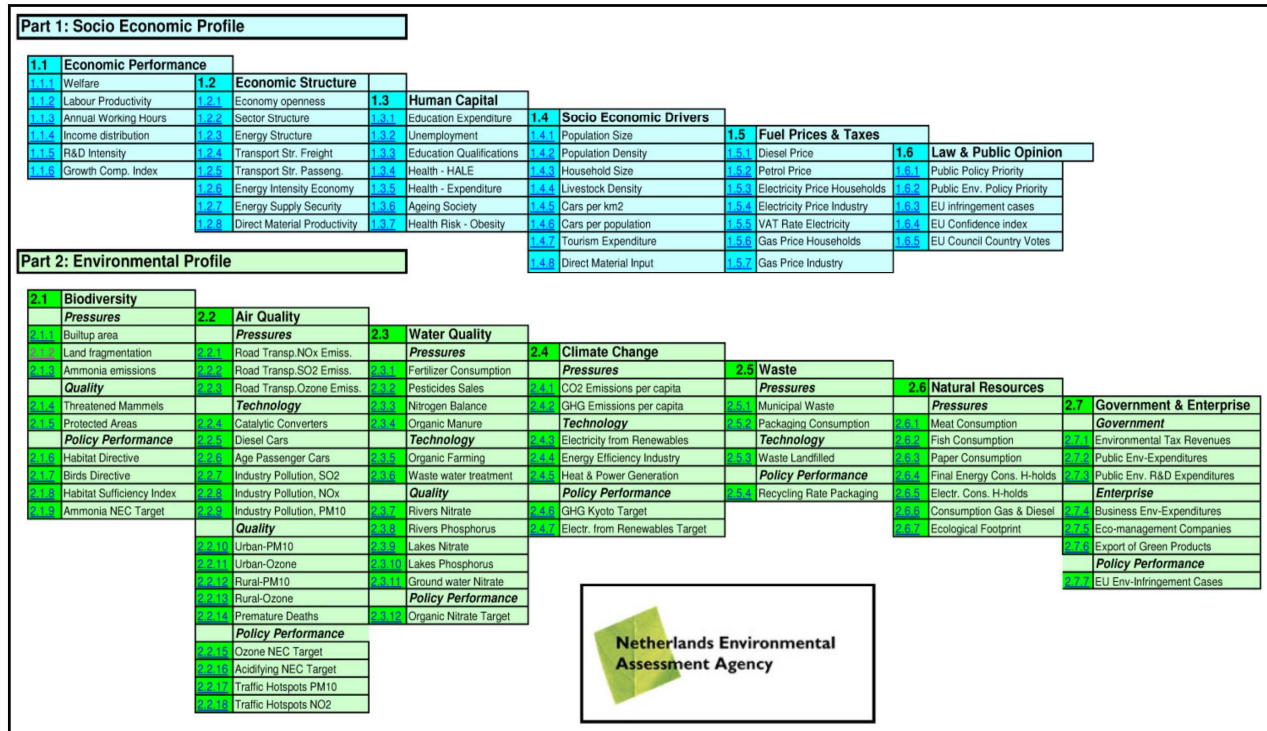 Part 1: Socio Economic Profile
1.1 Economic Performance
1.1.1 Welfare
1.1.2 Labour Productivity
1.1.3 Annual Working Hours
1.1.4 Income distribution
1.1.5 R&D Intensity
1.1.6 Growth Comp. Index
1.2 Economic Structure
1.2.1 Economy openness
1.2.2 Sector Structure
1.2.3 Energy Structure
1.2.4 Transport Str. Freight
1.2.5 Transport Str. Passeng.
1.2.6 Energy Intensity Economy
1.2.7 Energy Supply Security
1.2.8 Direct Material Productivity
1.3 Human Capital
1.3.1 Education Expenditure
1.3.2 Unemployment
1.3.3 Education Qualifications
1.3.4 Health - HALE
1.3.5 Health - Expenditure
1.3.6 Ageing Society
1.3.7 Health Risk - Obesity
1.4 Socio Economic Drivers
1.4.1 Population Size
1.4.2 Population Density
1.4.3 Household Size
1.4.4 Livestock Density
1.4.5 Cars per km2
1.4.6 Cars per population
1.4.7 Tourism Expenditure
1.4.8 Direct Material Input
1.5 Fuel Prices & Taxes
1.5.1 Diesel Price
1.5.2 Petrol Price
1.5.3 Electricity Price Households
1.5.4 Electricity Price Industry
1.5.5 VAT Rate Electricity
1.5.6 Gas Price Households
1.5.7 Gas Price Industry
1.6 Law & Public Opinion
1.6.1 Public Policy Priority
1.6.2 Public Env. Policy Priority
1.6.3 EU infringement cases
1.6.4 EU Confidence index
1.6.5 EU Council Country Votes
Part 2: Environmental Profile
2.1 Biodiversity
Pressures
2.1.1 Builtup area
2.1.2 Land fragmentation
2.1.3 Ammonia emissions
Quality
2.1.4 Threatened Mammels
2.1.5 Protected Areas
Policy Performance
2.1.6 Habitat Directive
2.1.7 Birds Directive
2.1.8 Habitat Sufficiency Index
2.1.9 Ammonia NEC Target
2.2 Air Quality
Pressures
2.2.1 Road Transp.NOx Emiss.
2.2.2 Road Transp.SO2 Emiss.
2.2.3 Road Transp.Ozone Emiss.
Technology
2.2.4 Catalytic Converters
2.2.5 Diesel Cars
2.2.6 Age Passenger Cars
2.2.7 Industry Pollution, SO2
2.2.8 Industry Pollution, NOx
2.2.9 Industry Pollution, PM10
Quality
2.2.10 Urban-PM10
2.2.11 Urban-Ozone
2.2.12 Rural-PM10
2.2.13 Rural-Ozone
2.2.14 Premature Deaths
Policy Performance
2.2.15 Ozone NEC Target
2.2.16 Acidifying NEC Target
2.2.17 Traffic Hotspots PM10
2.2.18 Traffic Hotspots NO2
2.3 Water Quality
Pressures
2.3.1 Fertilizer Consumption
2.3.2 Pesticides Sales
2.3.3 Nitrogen Balance
2.3.4 Organic Manure
Technology
2.3.5 Organic Farming
2.3.6 Waste water treatment
Quality
2.3.7 Rivers Nitrate
2.3.8 Rivers Phosphorus
2.3.9 Lakes Nitrate
2.3.10 Lakes Phosphorus
2.3.11 Ground water Nitrate
Policy Performance
2.3.12 Organic Nitrate Target
2.4 Climate Change
Pressures
2.4.1 CO2 Emissions per capita
2.4.2 GHG Emissions per capita
Technology
2.4.3 Electricity from Renewables
2.4.4 Energy Efficiency Industry
2.4.5 Heat & Power Generation
Policy Performance
2.4.6 GHG Kyoto Target
2.4.7 Electr. from Renewables Target
2.5 Waste
Pressures
2.5.1 Municipal Waste
2.5.2 Packaging Consumption
Technology
2.5.3 Waste Landfilled
Policy Performance
2.5.4 Recycling Rate Packaging
2.6 Natural Resources
Pressures
2.6.1 Meat Consumption
2.6.2 Fish Consumption
2.6.3 Paper Consumption
2.6.4 Final Energy Cons. H-holds
2.6.5 Electr. Cons. H-holds
2.6.6 Consumption Gas & Diesel
2.6.7 Ecological Footprint
2.7 Government & Enterprise
Government
2.7.1 Environmental Tax Revenues
2.7.2 Public Env-Expenditures
2.7.3 Public Env. R&D Expenditures
Enterprise
2.7.4 Business Env-Expenditures
2.7.5 Eco-management Companies
2.7.6 Export of Green Products
Policy Performance
2.7.7 EU Env-Infringement Cases
Netherlands Environmental
Assessment Agency